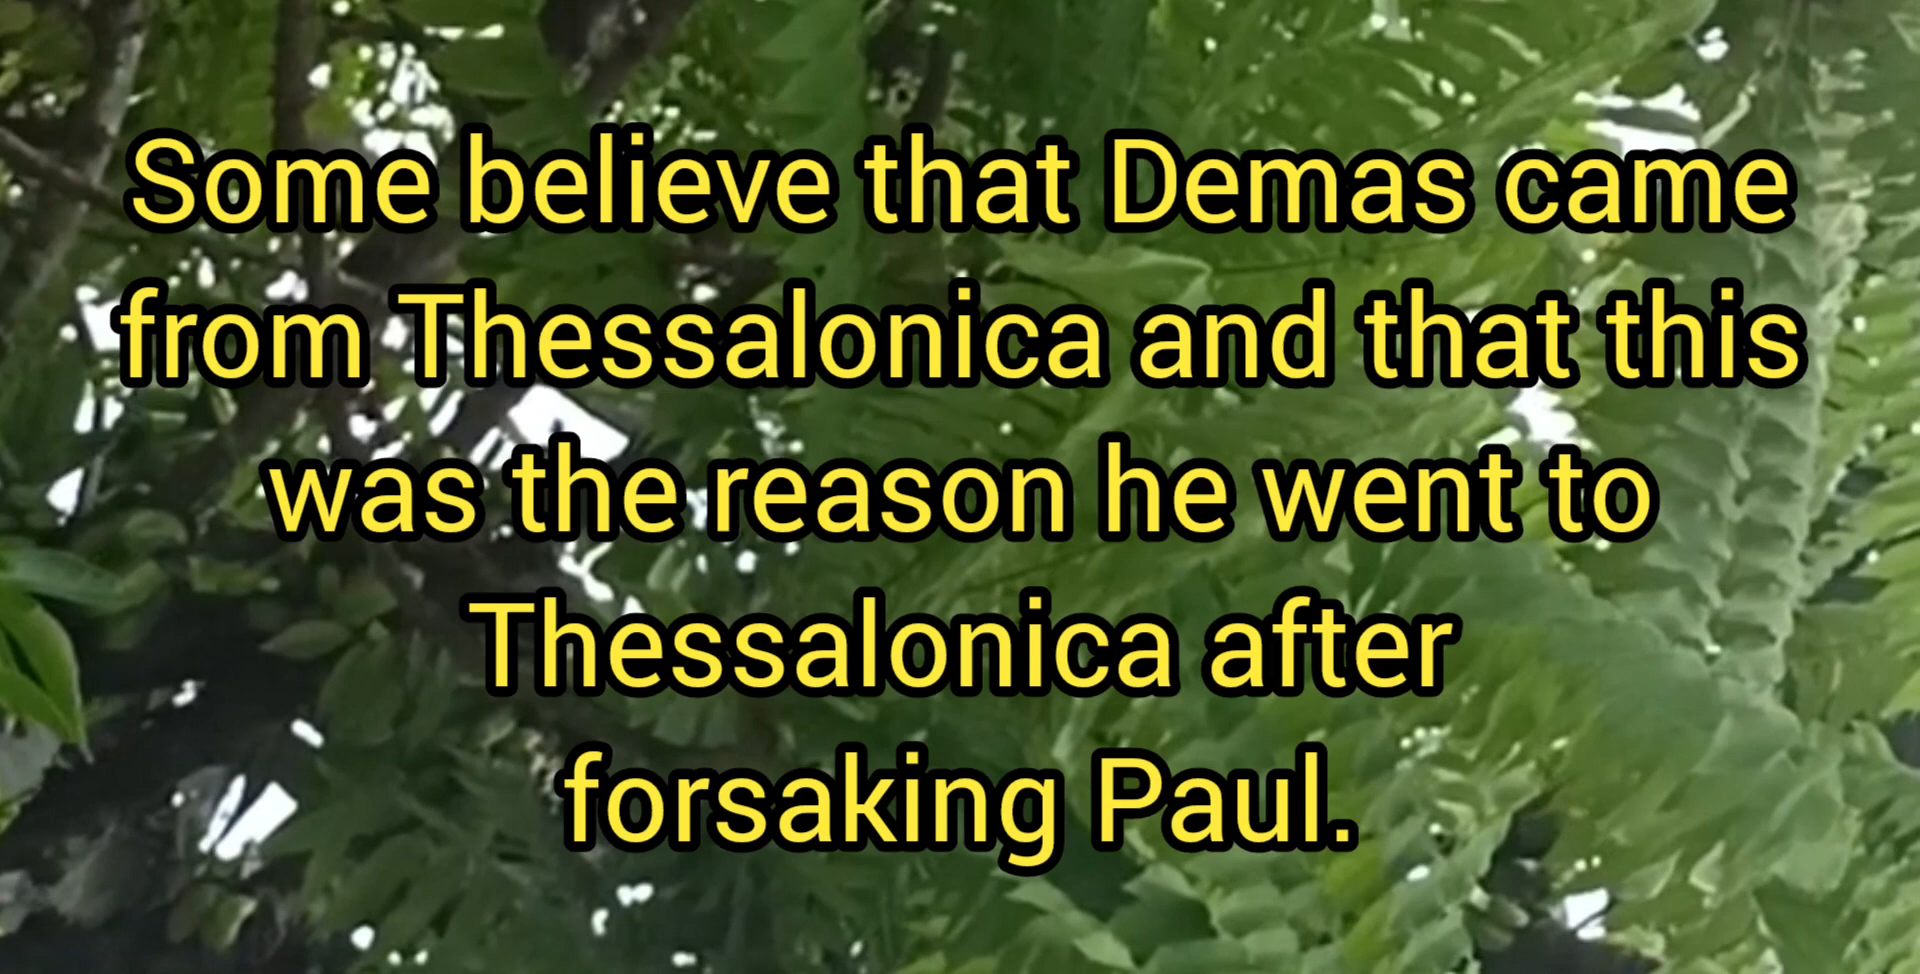 Some believe that Demas came
from Thessalonica and that this
was the reason he went to
Thessalonica after
forsaking Paul.